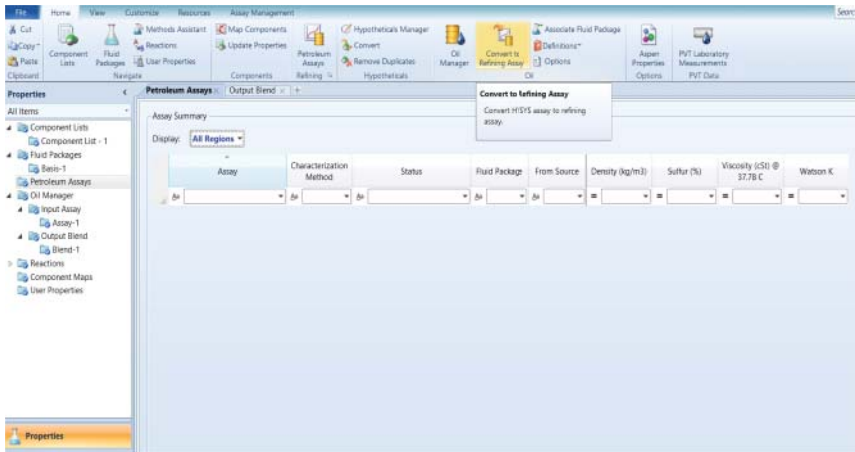 File Home View Customize Resources Assay Management Search
Cut
Copy
Paste
Clipboard
Component Lists
Fluid Packages
Methods Assistant
Reactions
User Properties
Navigate
Map Components
Update Properties
Components
Petroleum Assays
Refining
Hypotheticals Manager
Convert
Remove Duplicates
Hypotheticals
Oil Manager
Convert to Refining Assay
Associate Fluid Package
Definitions
Options
Oil
Aspen Properties
Options
PVT Laboratory Measurements
PVT Data
Convert to Refining Assay
Convert HYSYS assay to refining
assay.
Properties
All Items
Component Lists
Component List - 1
Fluid Packages
Basis-1
Petroleum Assays
Oil Manager
Input Assay
Assay-1
Output Blend
Blend-1
Reactions
Component Maps
User Properties
Properties
Petroleum Assays × Output Blend × +
Assay Summary
Display: All Regions
Assay
Characterization
Method
Status
Fluid Package
From Source
Density (kg/m3)
Sulfur (%)
Viscosity (cSt) @
37.78 C
Watson K